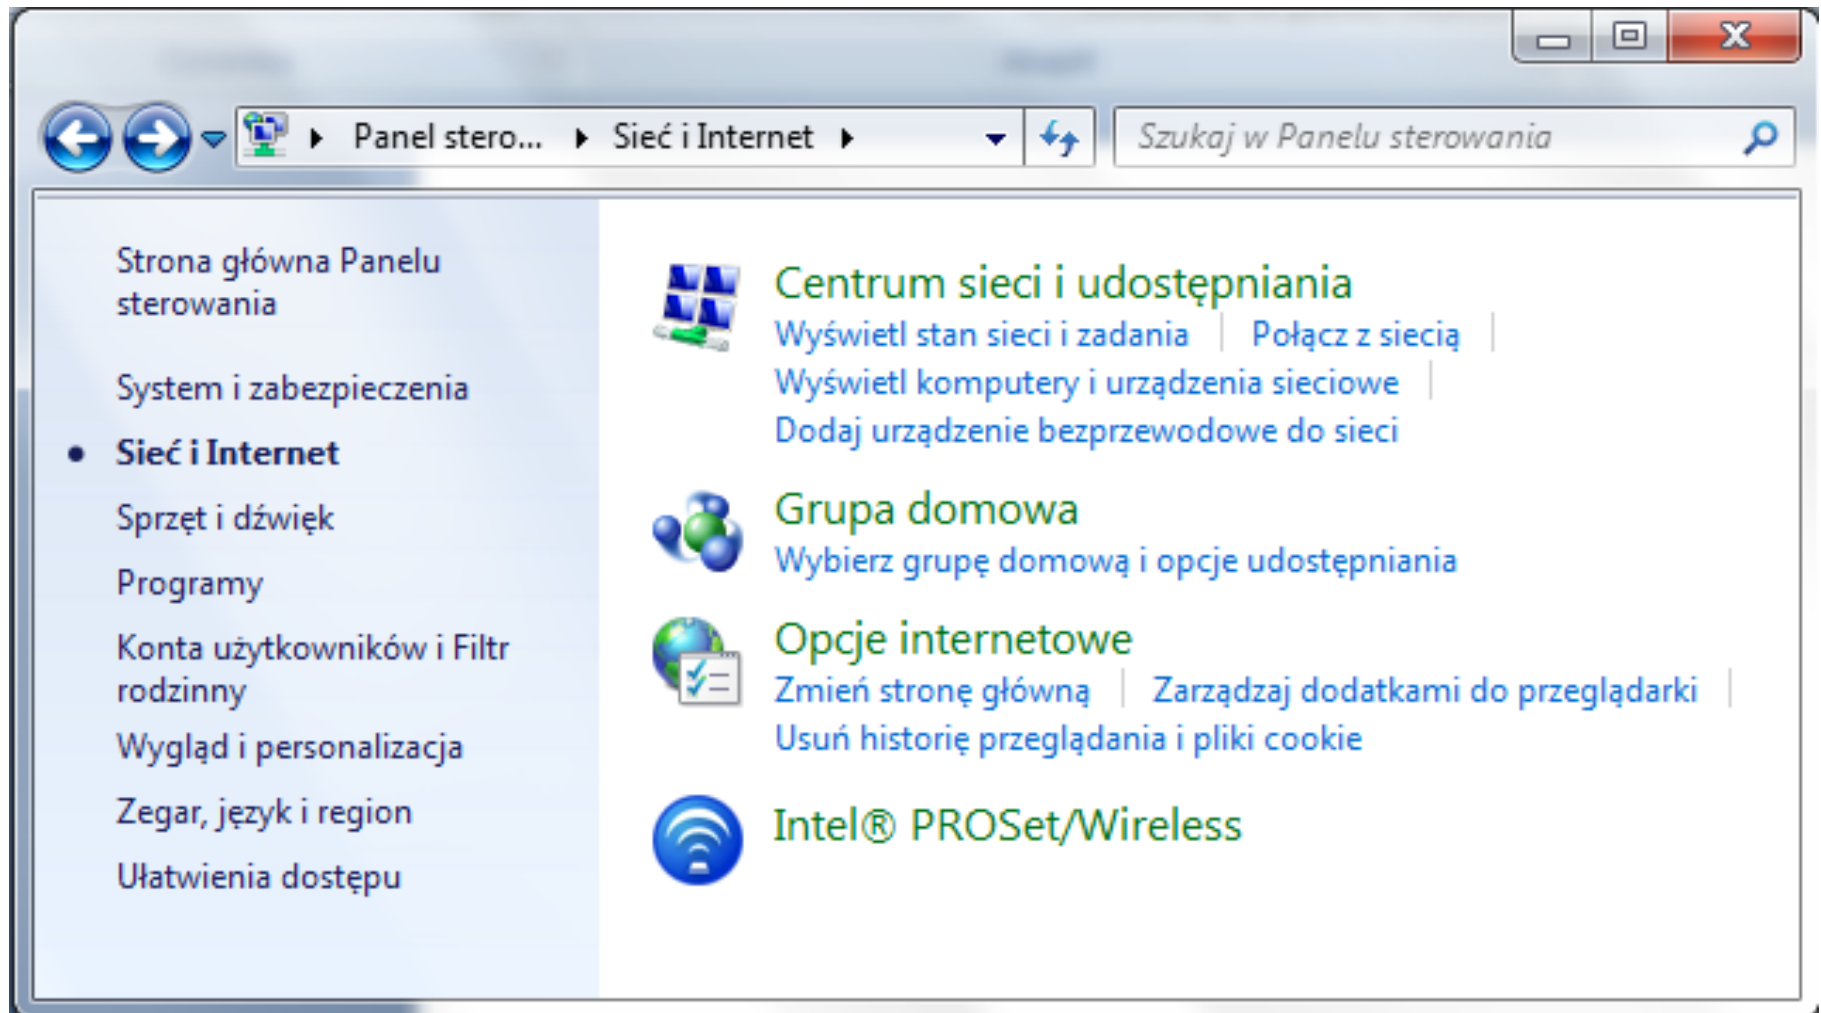 Panel stero... Sieć i Internet Szukaj w Panelu sterowania
Strona główna Panelu
sterowania
System i zabezpieczenia
Sieć i Internet
Sprzęt i dźwięk
Programy
Konta użytkowników i Filtr
rodzinny
Wygląd i personalizacja
Zegar, język i region
Ułatwienia dostępu
Centrum sieci i udostępniania
Wyświetl stan sieci i zadania Połącz z siecią
Wyświetl komputery i urządzenia sieciowe
Dodaj urządzenie bezprzewodowe do sieci
Grupa domowa
Wybierz grupę domową i opcje udostępniania
Opcje internetowe
Zmień stronę główną Zarządzaj dodatkami do przeglądarki
Usuń historię przeglądania i pliki cookie
Intel® PROSet/Wireless